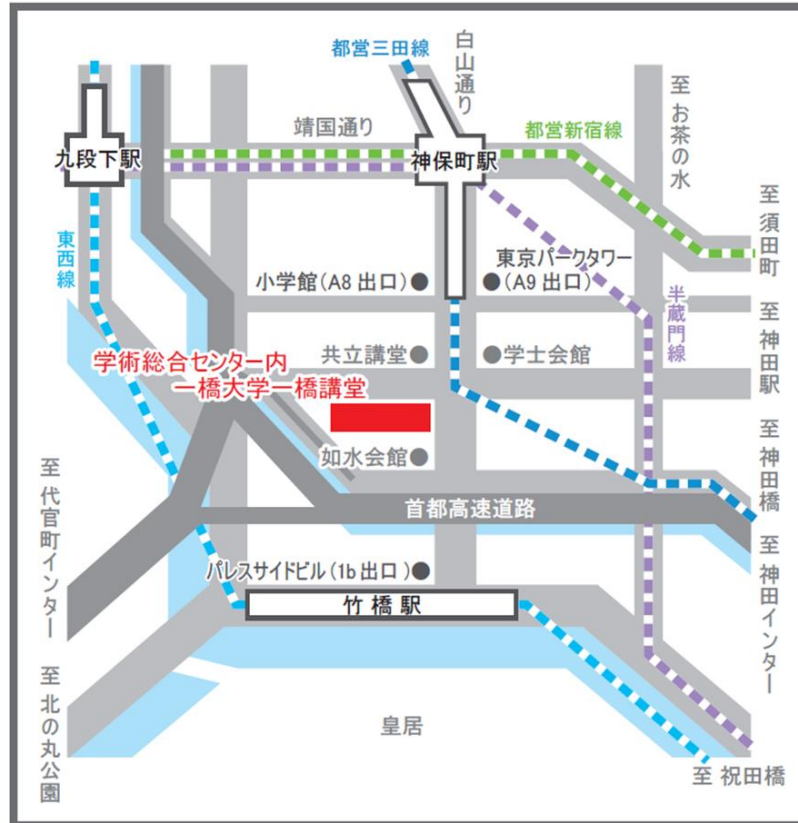 都営三田線
白山通り
至 お茶の水
靖国通り
都営新宿線
九段下駅
神保町駅
至 須田町
東西線
東京パークタワー
小学館(A8 出口)●
●(A9 出口)
半蔵門線
至 神田駅
学術総合センター内
一橋大学一橋講堂
共立講堂●
●学士会館
如水会館●
至 神田橋
至 代官町インター
首都高速道路
至 神田インター
パレスサイドビル(1b 出口)●
竹橋駅
至 北の丸公園
皇居
至 祝田橋